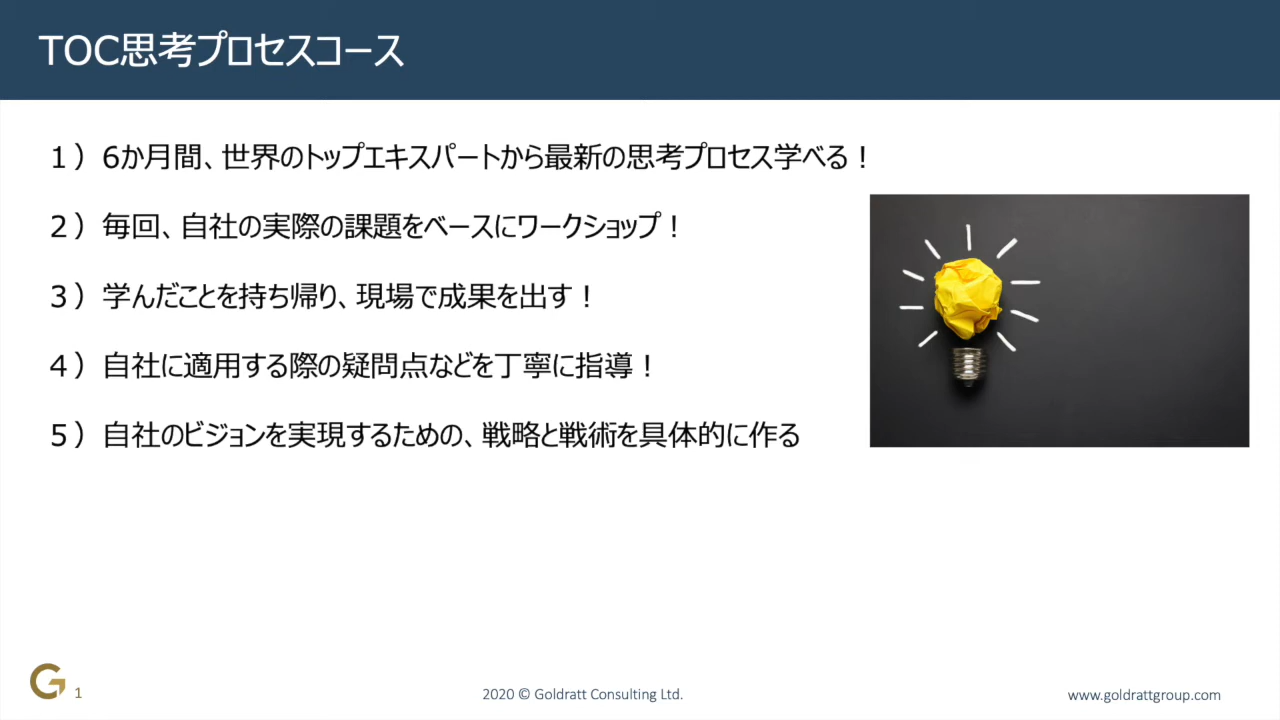 TOC思考プロセスコース
1）6か月間、世界のトップエキスパートから最新の思考プロセス学べる！
2）毎回、自社の実際の課題をベースにワークショップ！
3）学んだことを持ち帰り、現場で成果を出す！
4）自社に適用する際の疑問点などを丁寧に指導！
5）自社のビジョンを実現するための、戦略と戦術を具体的に作る
G 1
2020 © Goldratt Consulting Ltd.
www.goldrattgroup.com